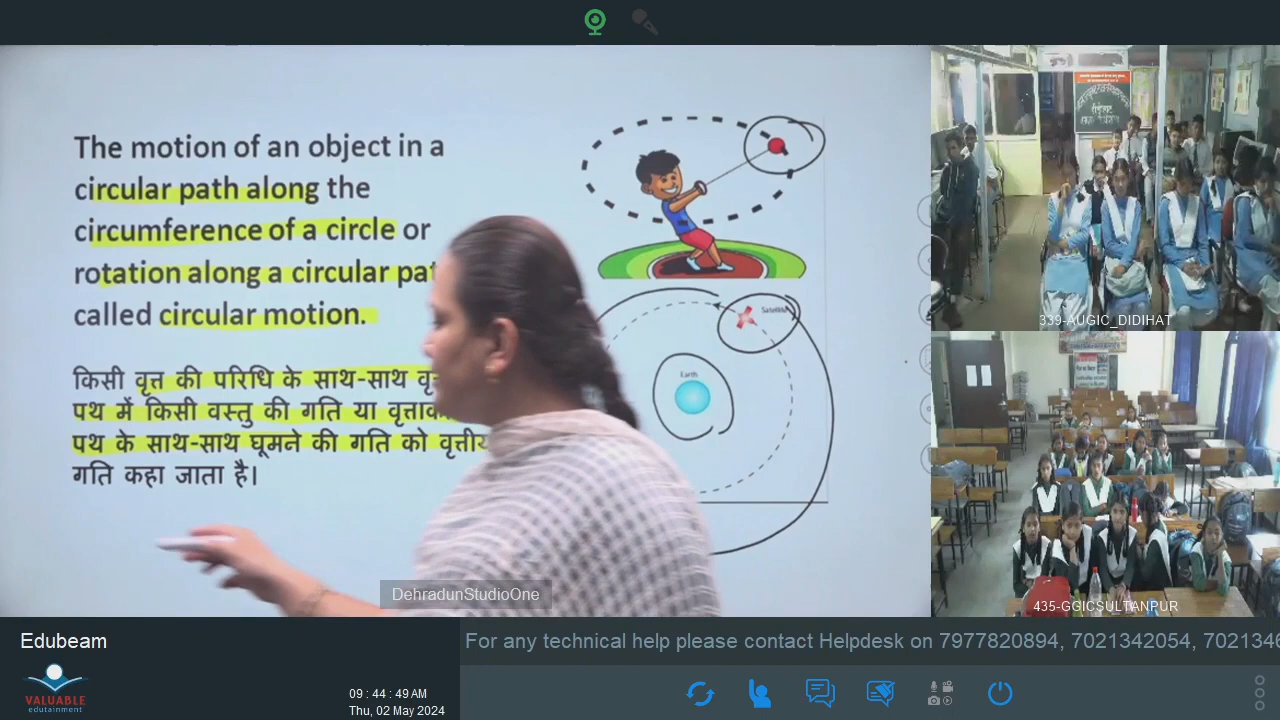 The motion of an object in a
circular path along the
circumference of a circle or
rotation along a circular
called circular motion.
किसी वृत्त की परिधि के साथ-साथ
पथ में किसी वस्तु की गति या
पथ के साथ-साथ घूमने की गति को वृत्तीय
गति कहा जाता है।
Satellite
Earth
DehradunStudioOne
339-AUGIC_DIDIHAT
435-GGICSULTANPUR
Edubeam
For any technical help please contact Helpdesk on 7977820894, 7021342054,
VALUABLE
edutainment
09 : 44 : 49 AM
Thu, 02 May 2024